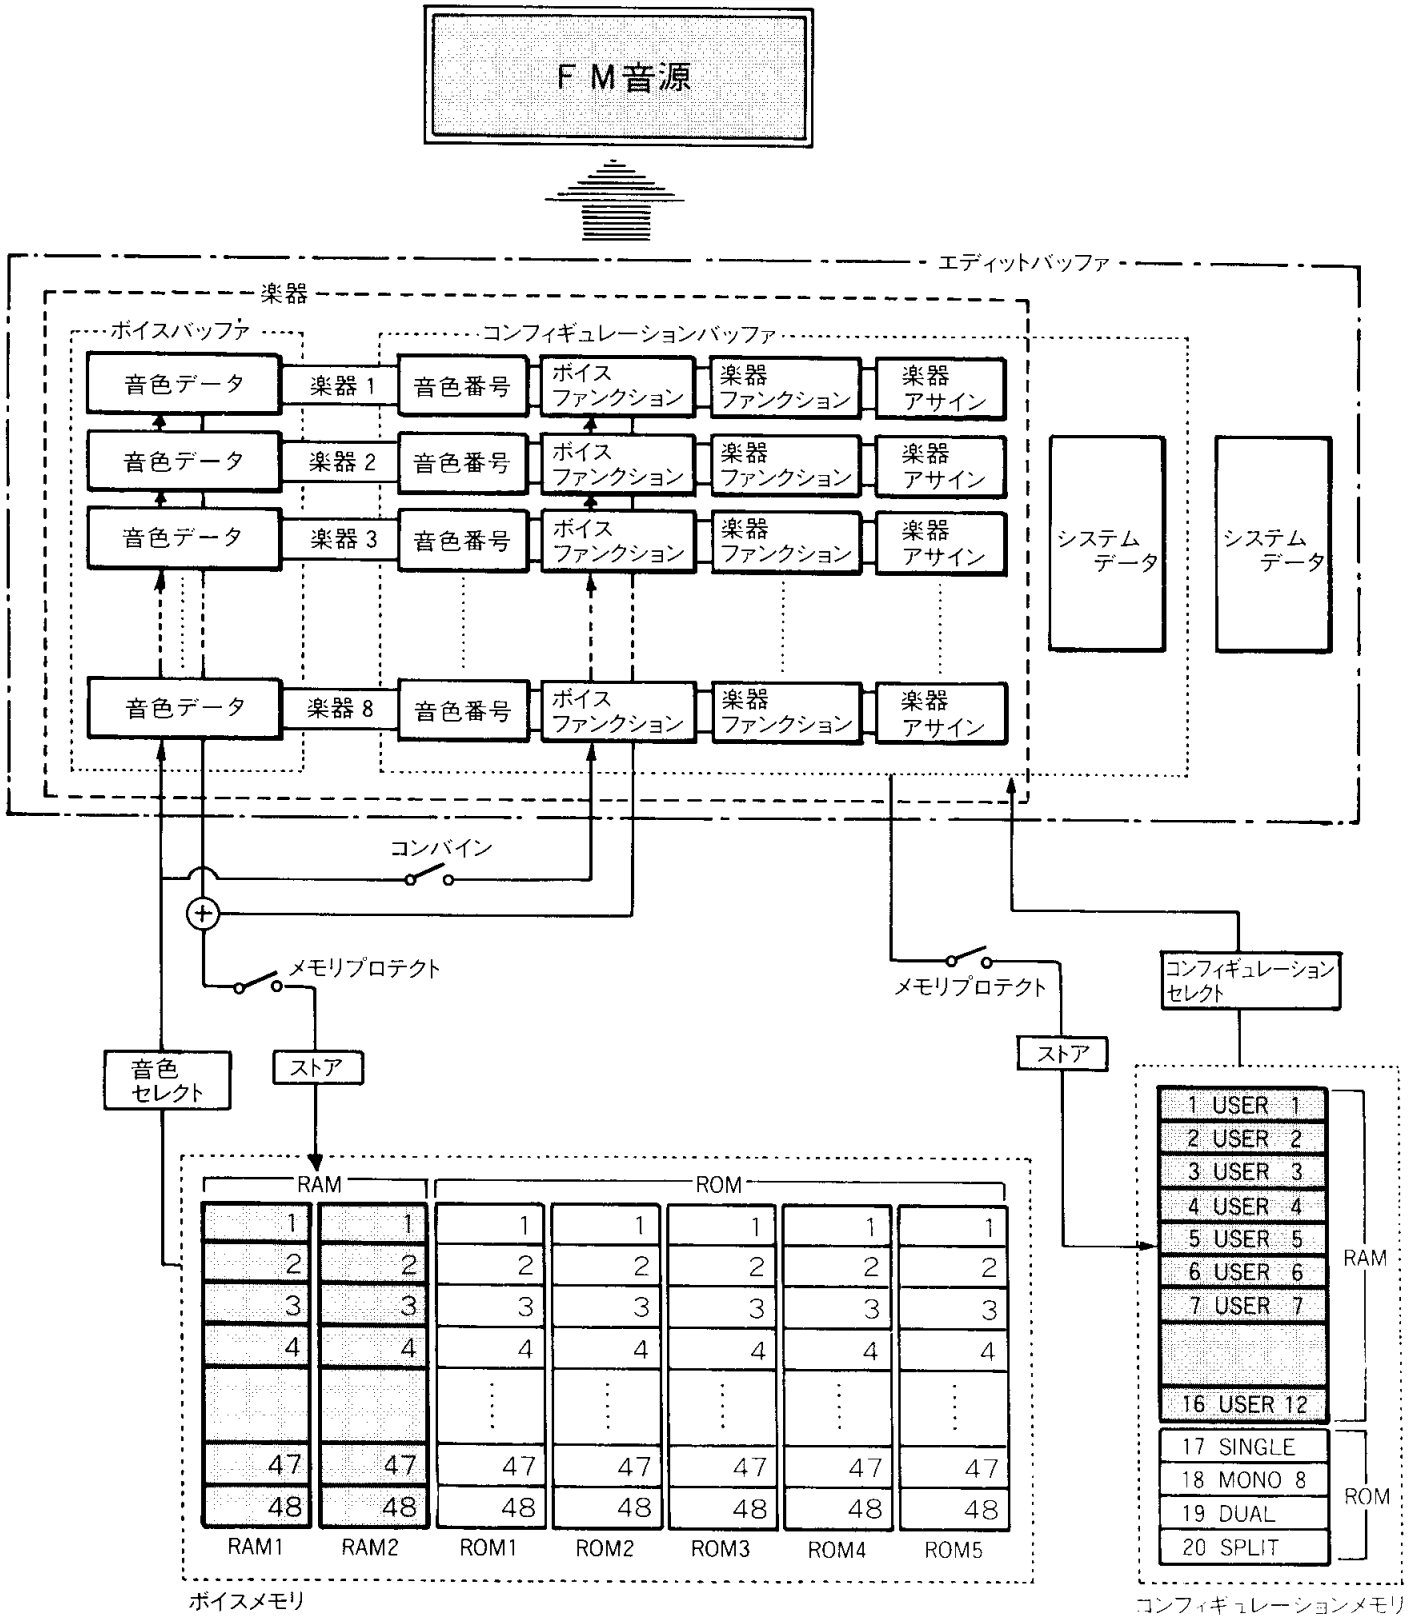 FM音源
エディットバッファ
楽器
ボイスバッファ
コンフィギュレーションバッファ
音色データ
楽器 1
音色番号
ボイス
ファンクション
楽器
ファンクション
楽器
アサイン
音色データ
楽器 2
音色番号
ボイス
ファンクション
楽器
ファンクション
楽器
アサイン
音色データ
楽器 3
音色番号
ボイス
ファンクション
楽器
ファンクション
楽器
アサイン
システム
データ
システム
データ
音色データ
楽器 8
音色番号
ボイス
ファンクション
楽器
ファンクション
楽器
アサイン
コンバイン
+
メモリプロテクト
メモリプロテクト
コンフィギュレーション
セレクト
音色
セレクト
ストア
ストア
RAM
ROM
1 1 1 1 1 1 1
2 2 2 2 2 2 2
3 3 3 3 3 3 3
4 4 4 4 4 4 4
47 47 47 47 47 47 47
48 48 48 48 48 48 48
RAM1 RAM2 ROM1 ROM2 ROM3 ROM4 ROM5
ボイスメモリ
1 USER 1
2 USER 2
3 USER 3
4 USER 4
5 USER 5
6 USER 6
7 USER 7
16 USER 12
RAM
17 SINGLE
18 MONO 8
19 DUAL
20 SPLIT
ROM
コンフィギュレーションメモリ